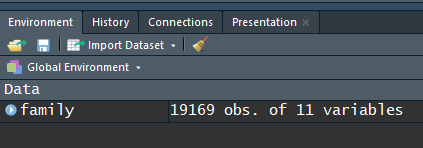 Environment History Connections Presentation
Import Dataset
Global Environment
Data
family 19169 obs. of 11 variables